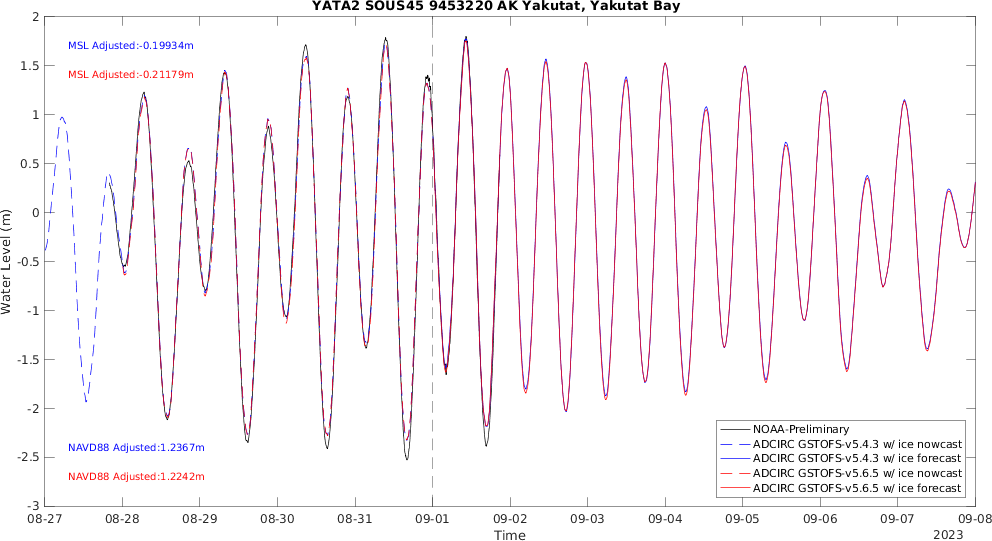 YATA2 SOUS45 9453220 AK Yakutat, Yakutat Bay
2
1.5
1
0.5
0
-0.5
-1
-1.5
-2
-2.5
-3
Water Level (m)
MSL Adjusted:-0.19934m
MSL Adjusted:-0.21179m
NAVD88 Adjusted:1.2367m
NAVD88 Adjusted:1.2242m
NOAA-Preliminary
ADCIRC GSTOFS-v5.4.3 w/ ice nowcast
ADCIRC GSTOFS-v5.4.3 w/ ice forecast
ADCIRC GSTOFS-v5.6.5 w/ ice nowcast
ADCIRC GSTOFS-v5.6.5 w/ ice forecast
08-27 08-28 08-29 08-30 08-31 09-01 09-02 09-03 09-04 09-05 09-06 09-07 09-08
Time
2023